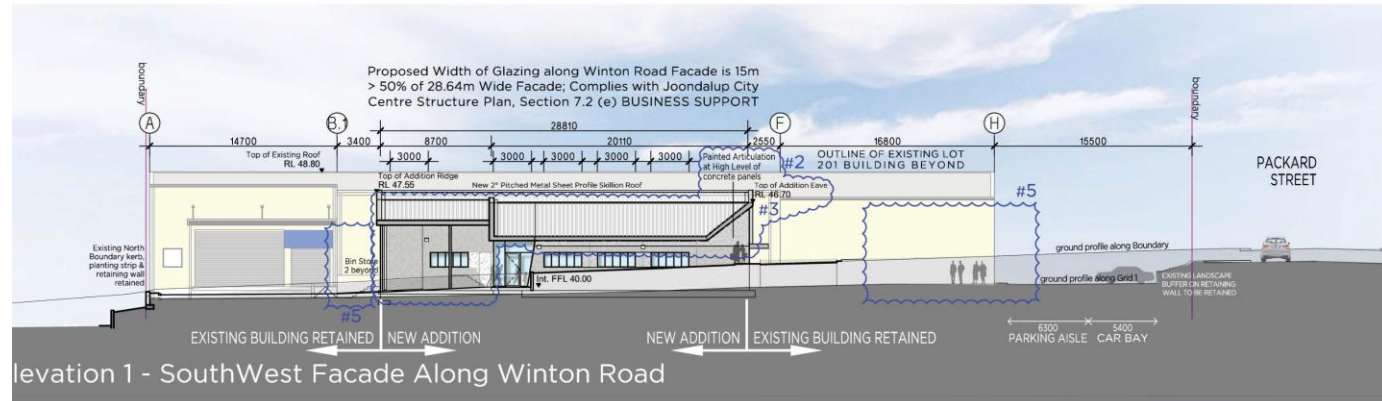 Proposed Width of Glazing along Winton Road Facade is 15m
> 50% of 28.64m Wide Facade; Complies with Joondalup City
Centre Structure Plan, Section 7.2 (e) BUSINESS SUPPORT
boundary
boundary
A
B.1
F
H
28810
14700
3400
8700
20110
2550
16800
15500
3000
3000
3000
3000
3000
Top of Existing Roof
RL 48.80
Top of Addition Ridge
RL 47.55
New 2° Pitched Metal Sheet Profile Skillion Roof
Painted Articulation
at High Level of
concrete panels
#2
OUTLINE OF EXISTING LOT
201 BUILDING BEYOND
Top of Addition Eave
RL 46.70
#3
#5
PACKARD
STREET
Existing North
Boundary kerb,
planting strip &
retaining wall
retained
Bin Store
2 beyond
Int. FFL 40.00
ground profile along Boundary
ground profile along Grid 1
EXISTING LANDSCAPE
BUFFER ON RETAINING
WALL TO BE RETAINED
#5
6300
5400
PARKING AISLE
CAR BAY
EXISTING BUILDING RETAINED
NEW ADDITION
NEW ADDITION
EXISTING BUILDING RETAINED
levation 1 - SouthWest Facade Along Winton Road